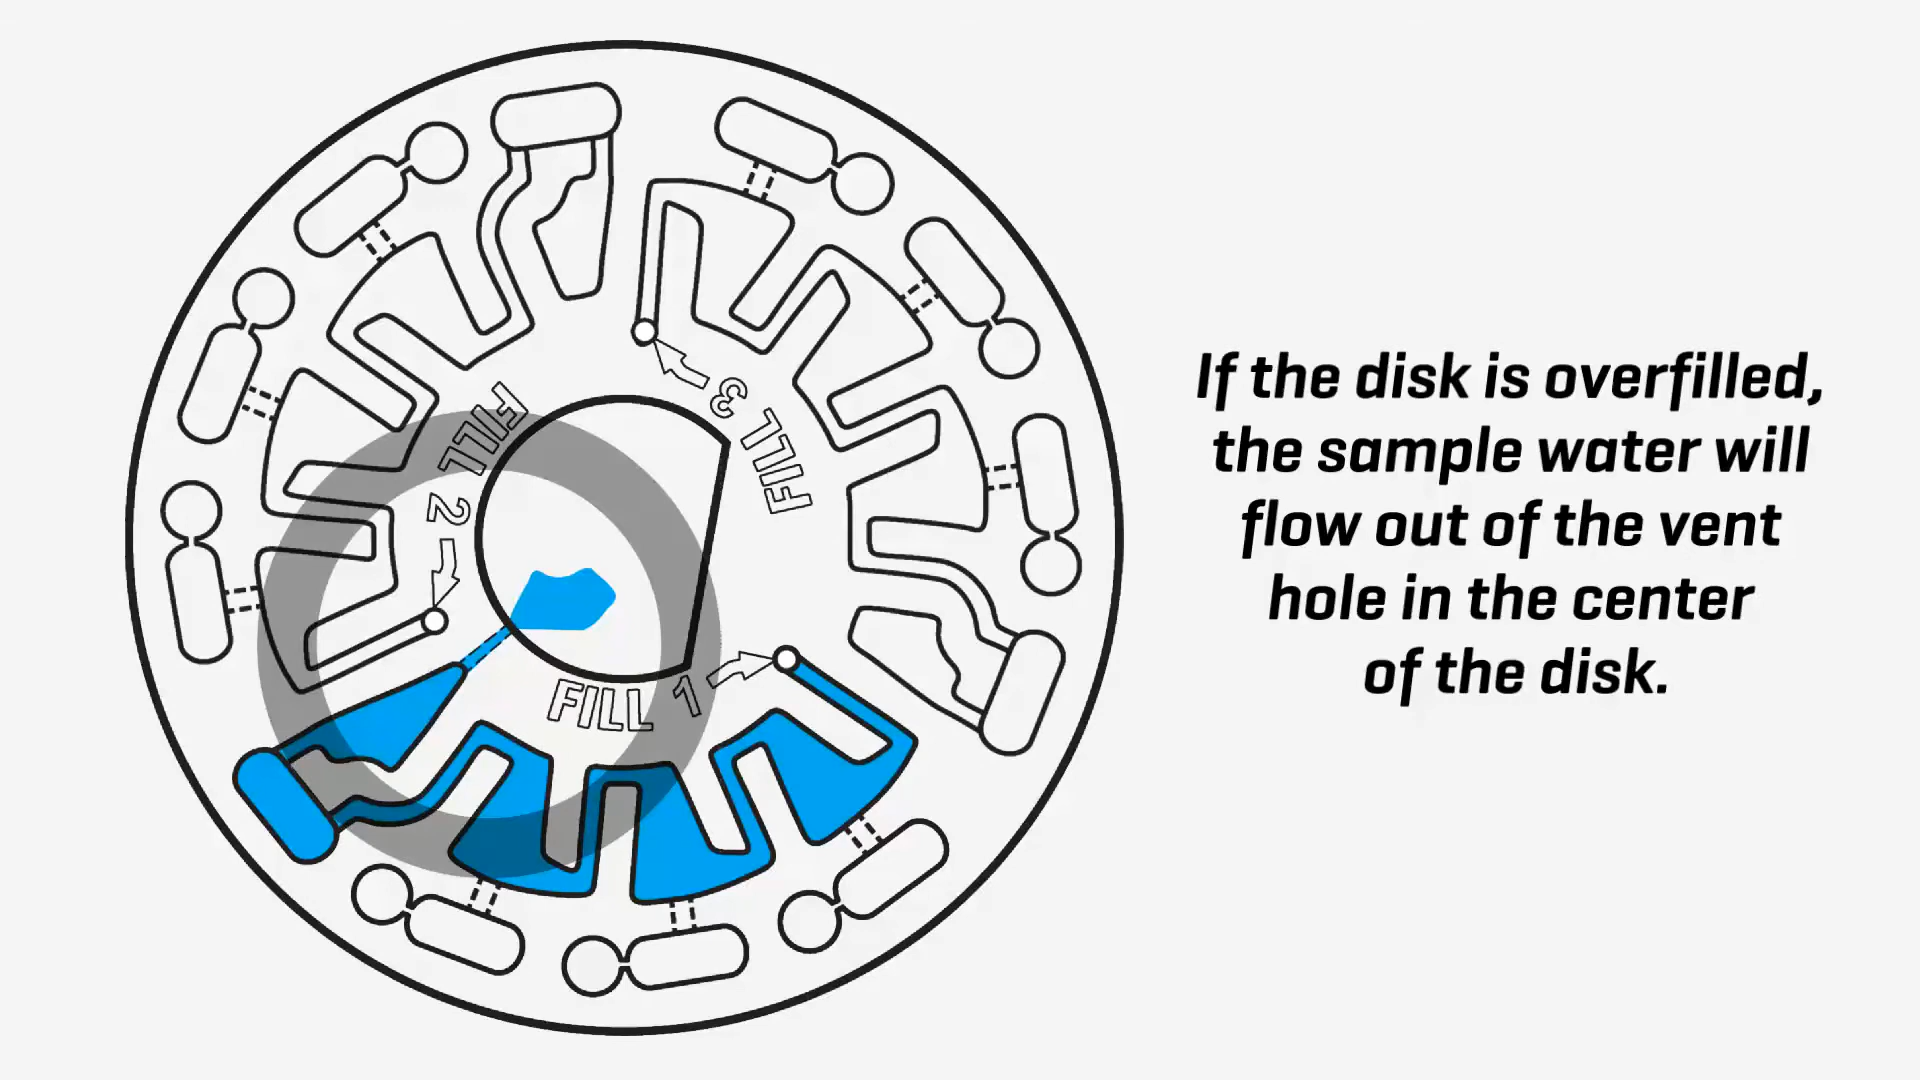 If the disk is overfilled,
the sample water will
flow out of the vent
hole in the center
of the disk.
FILL 1
FILL 2
FILL 3